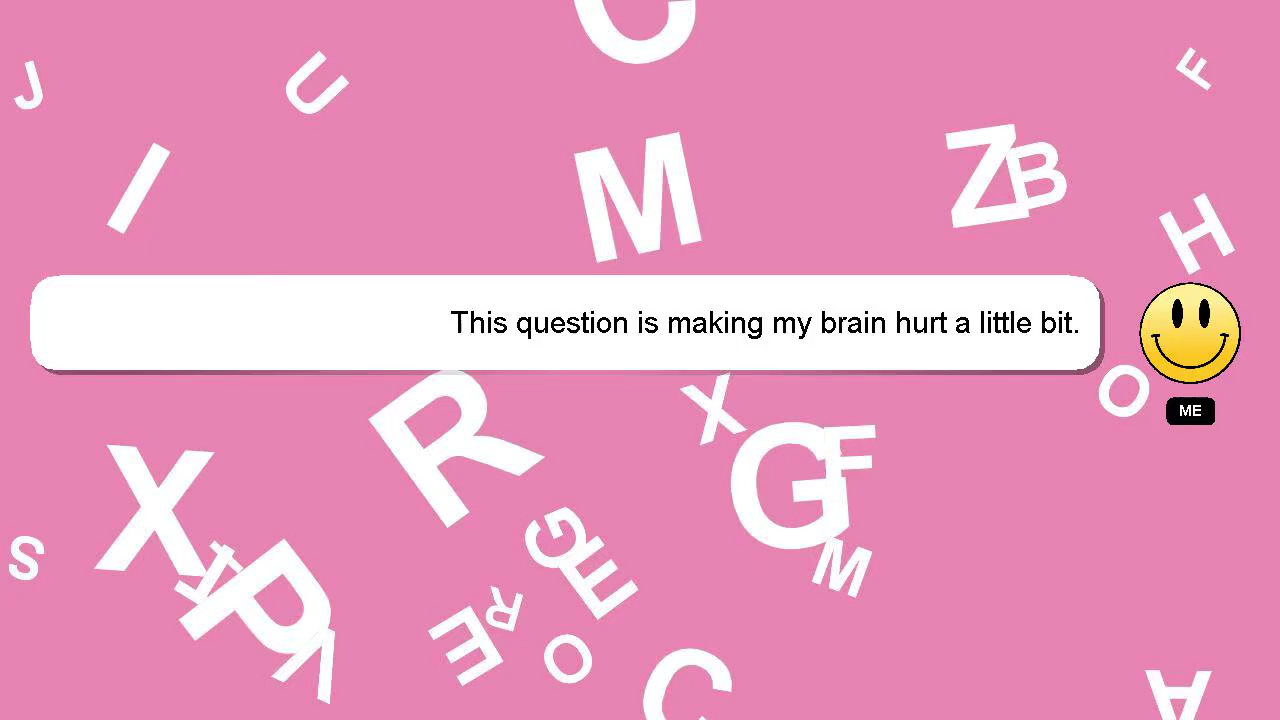 C
J
U
F
I
M
Z
B
H
This question is making my brain hurt a little bit.
ME
O
R
X
G
F
X
S
I
P
V
G
E
I
M
R
E
O
C
A